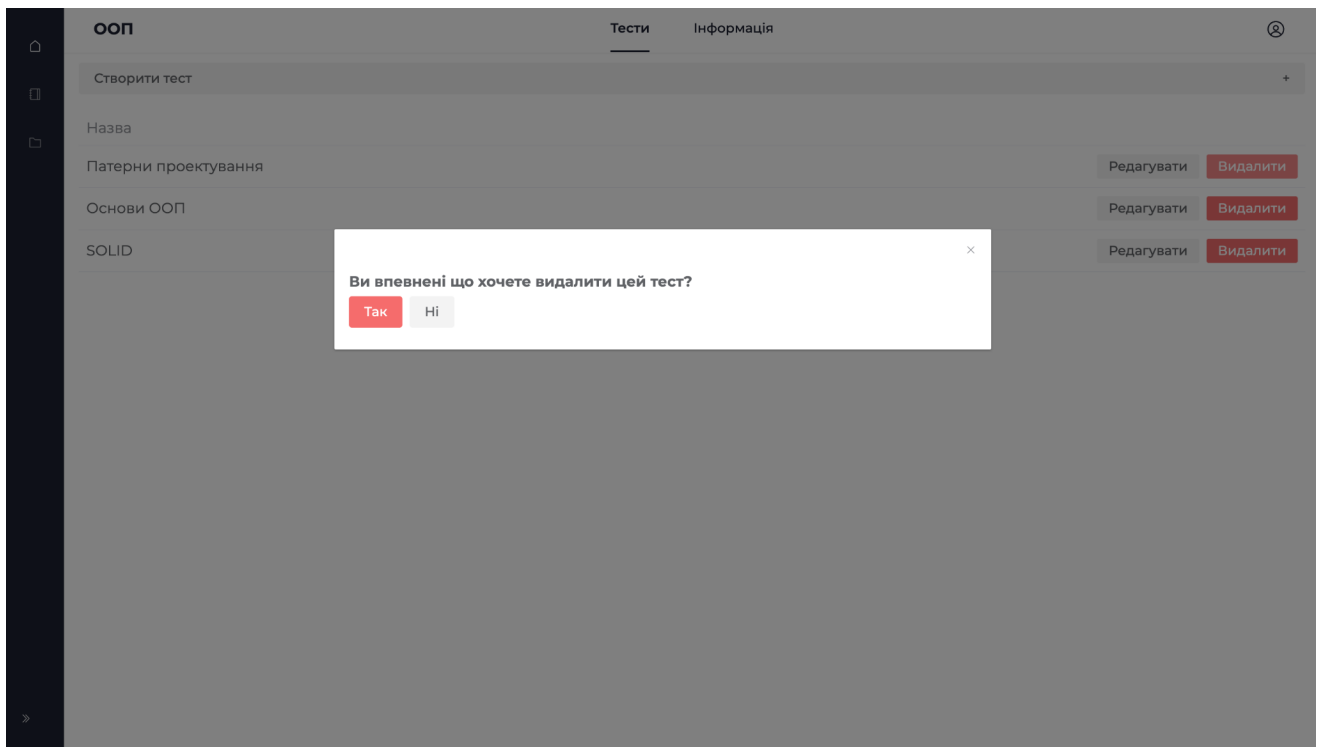 ООП
Тести Інформація
Створити тест +
Назва
Патерни проектування Редагувати Видалити
Основи ООП Редагувати Видалити
SOLID Редагувати Видалити
Ви впевнені що хочете видалити цей тест?
Так Ні